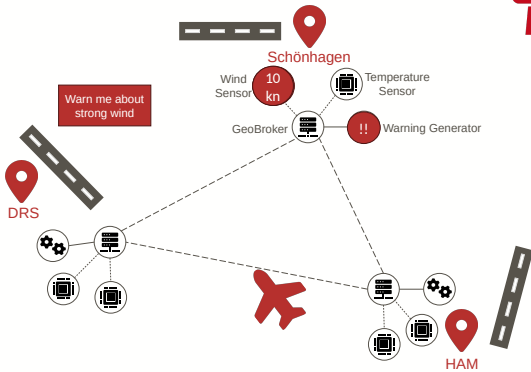 Schönhagen
Wind
Sensor
10
kn
Temperature
Sensor
Warn me about
strong wind
GeoBroker
!!
Warning Generator
DRS
HAM